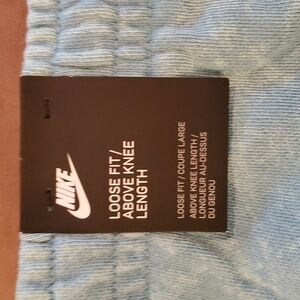 NIKE
LOOSE FIT/
ABOVE KNEE
LENGTH
LOOSE FIT / COUPE LARGE
ABOVE KNEE LENGTH /
LONGUEUR AU-DESSUS
DU GENOU